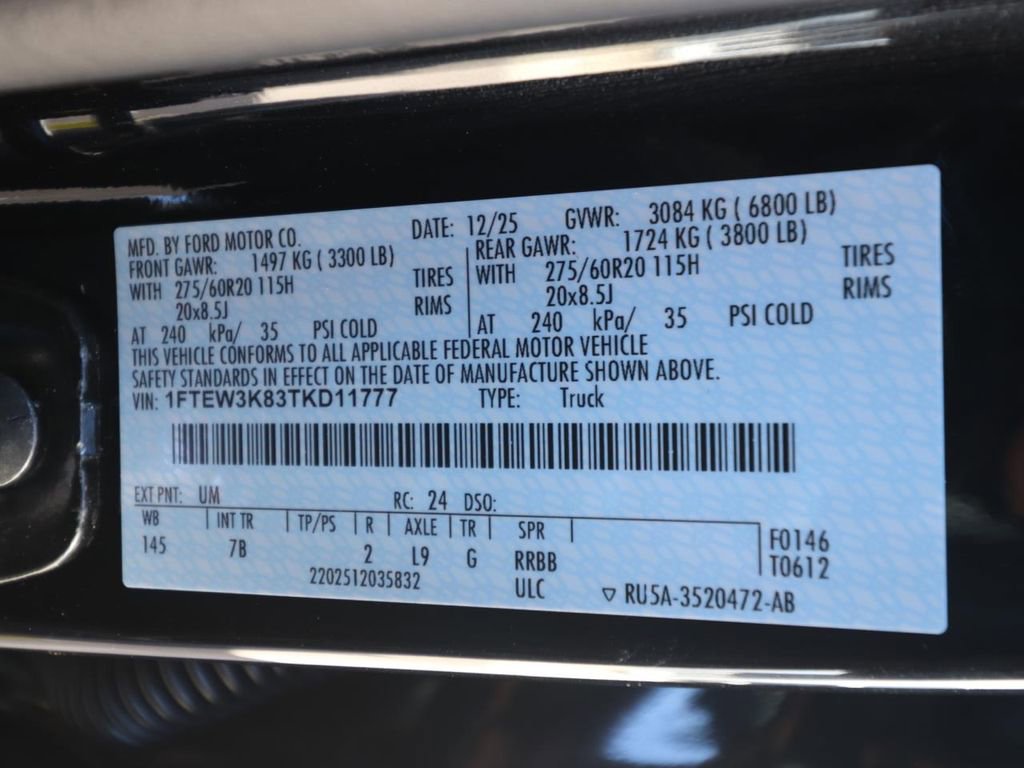 MFD. BY FORD MOTOR CO. DATE: 12/25 GVWR: 3084 KG ( 6800 LB)
FRONT GAWR: 1497 KG ( 3300 LB) REAR GAWR: 1724 KG ( 3800 LB)
WITH 275/60R20 115H TIRES WITH 275/60R20 115H TIRES
20x8.5J RIMS 20x8.5J RIMS
AT 240 kPa/ 35 PSI COLD AT 240 kPa/ 35 PSI COLD
THIS VEHICLE CONFORMS TO ALL APPLICABLE FEDERAL MOTOR VEHICLE
SAFETY STANDARDS IN EFFECT ON THE DATE OF MANUFACTURE SHOWN ABOVE.
VIN: 1FTEW3K83TKD11777 TYPE: Truck
EXT PNT: UM RC: 24 DSO:
WB INT TR TP/PS R AXLE TR SPR F0146
145 7B 2 L9 G RRBB T0612
2202512035832 ULC ▽ RU5A-3520472-AB